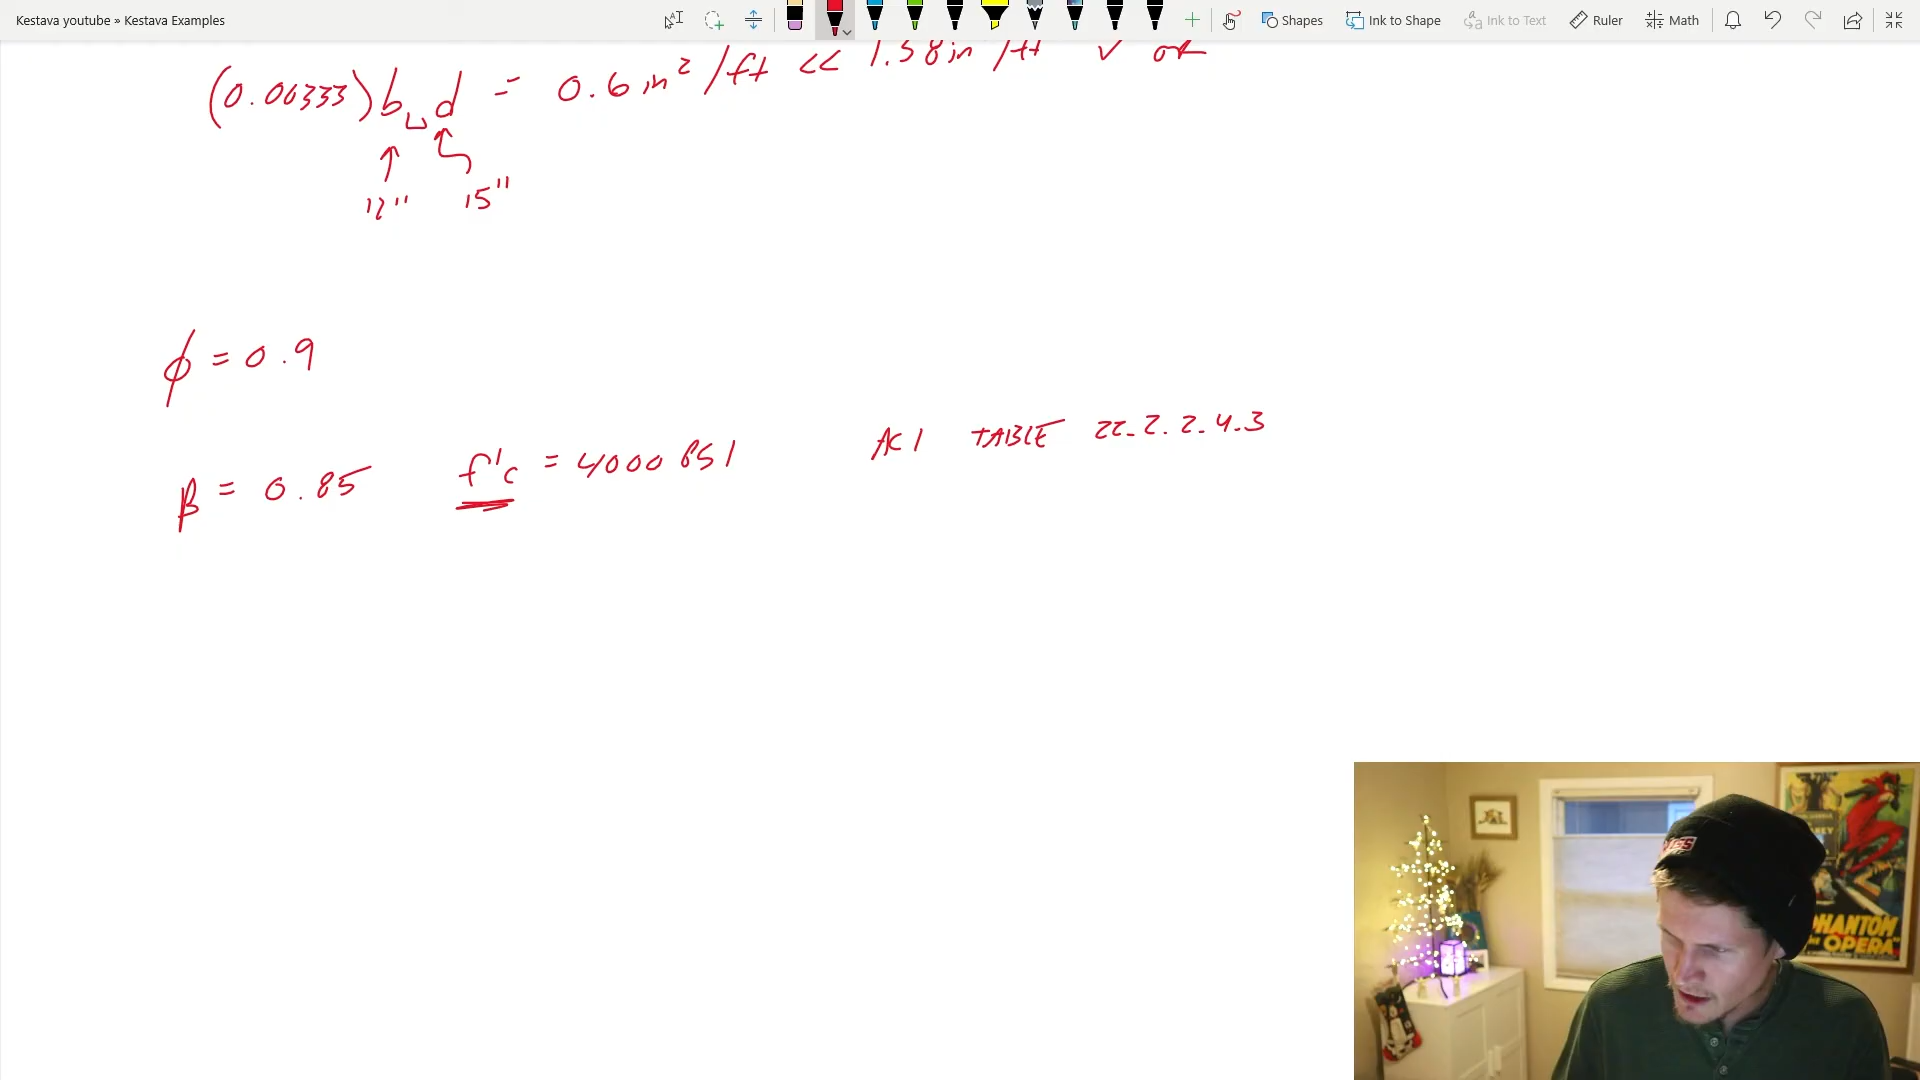 Kestava youtube » Kestava Examples
Shapes
Ink to Shape
Ink to Text
Ruler
Math
(0.00333) b_w d = 0.6 in² /ft << 1.58 in /ft ✓ ok
12" 15"
ϕ = 0.9
β = 0.85 f'c = 4000 PSI ACI TABLE 22.2.2.4.3
PHANTOM
OPERA